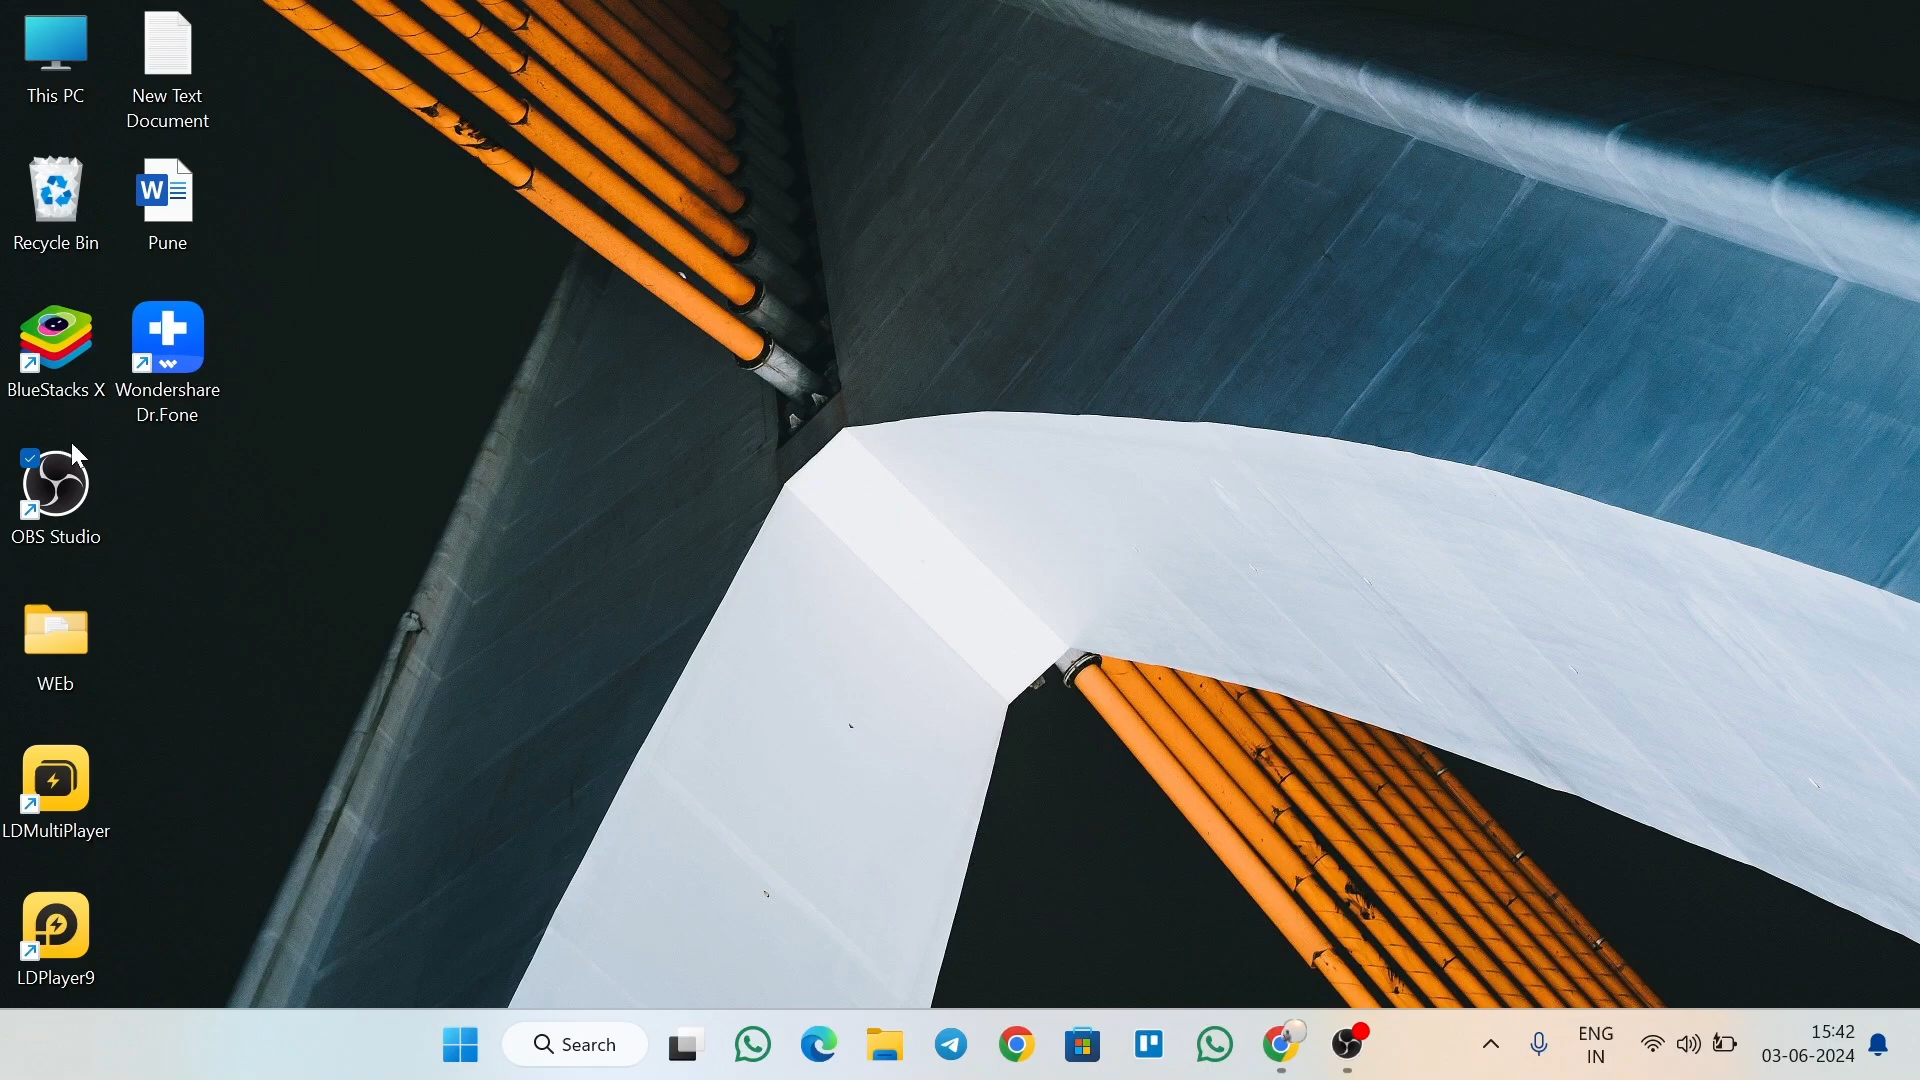 This PC
New Text
Document
Recycle Bin
W
Pune
BlueStacks X
Wondershare
Dr.Fone
OBS Studio
WEb
LDMultiPlayer
LDPlayer9
Search
ENG
IN
15:42
03-06-2024